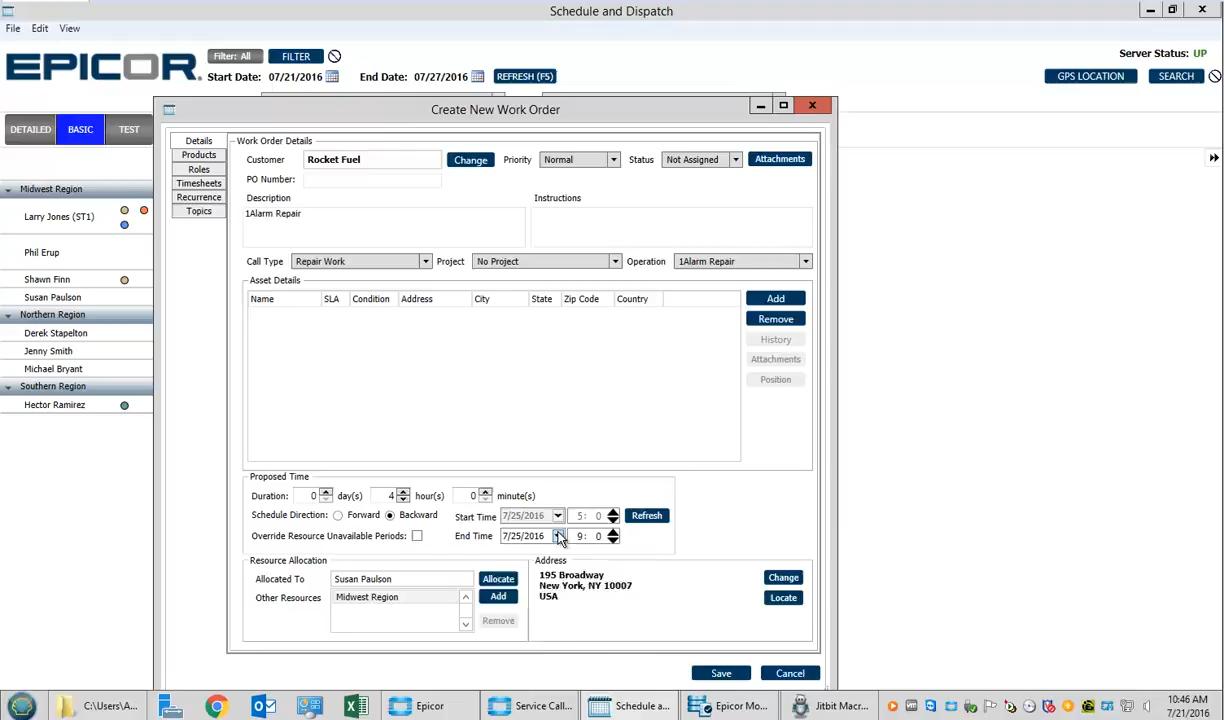 Schedule and Dispatch
File Edit View
EPICOR
Filter: All FILTER
Server Status: UP
Start Date: 07/21/2016 End Date: 07/27/2016 REFRESH (F5)
GPS LOCATION SEARCH
Create New Work Order
DETAILED BASIC TEST
Midwest Region
Larry Jones (ST1)
Phil Erup
Shawn Finn
Susan Paulson
Northern Region
Derek Stapelton
Jenny Smith
Michael Bryant
Southern Region
Hector Ramirez
Details
Products
Roles
Timesheets
Recurrence
Topics
Work Order Details
Customer Rocket Fuel Change Priority Normal Status Not Assigned Attachments
PO Number:
Description Instructions
1Alarm Repair
Call Type Repair Work Project No Project Operation 1Alarm Repair
Asset Details
Name SLA Condition Address City State Zip Code Country
Add
Remove
History
Attachments
Position
Proposed Time
Duration: 0 day(s) 4 hour(s) 0 minute(s)
Schedule Direction: Forward Backward Start Time 7/25/2016 5: 0 Refresh
Override Resource Unavailable Periods: End Time 7/25/2016 9: 0
Resource Allocation
Allocated To Susan Paulson Allocate
Other Resources Midwest Region Add
Remove
Address
195 Broadway
New York, NY 10007
USA
Change
Locate
Save Cancel
C:\Users\A... Epicor Service Call... Schedule a... Epicor Mo... Jitbit Macr...
10:46 AM
7/21/2016